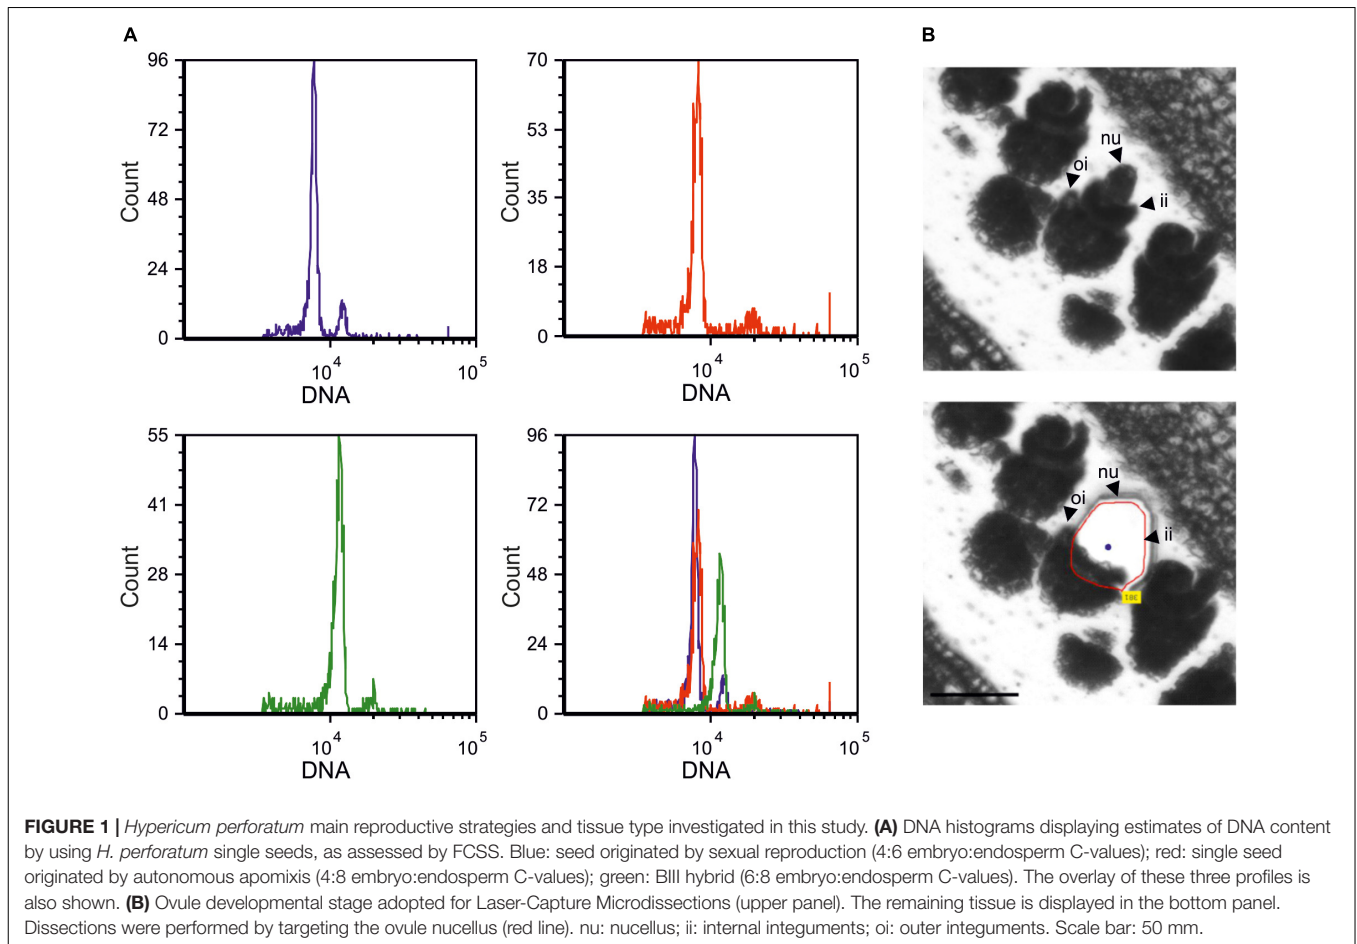 A
B
96
72
48
24
0
Count
10^4
10^5
DNA
70
53
35
18
0
Count
10^4
10^5
DNA
nu
oi
ii
55
41
28
14
0
Count
10^4
10^5
DNA
96
72
48
24
0
Count
10^4
10^5
DNA
nu
oi
ii
FIGURE 1 | Hypericum perforatum main reproductive strategies and tissue type investigated in this study. (A) DNA histograms displaying estimates of DNA content
by using H. perforatum single seeds, as assessed by FCSS. Blue: seed originated by sexual reproduction (4:6 embryo:endosperm C-values); red: single seed
originated by autonomous apomixis (4:8 embryo:endosperm C-values); green: BIII hybrid (6:8 embryo:endosperm C-values). The overlay of these three profiles is
also shown. (B) Ovule developmental stage adopted for Laser-Capture Microdissections (upper panel). The remaining tissue is displayed in the bottom panel.
Dissections were performed by targeting the ovule nucellus (red line). nu: nucellus; ii: internal integuments; oi: outer integuments. Scale bar: 50 mm.